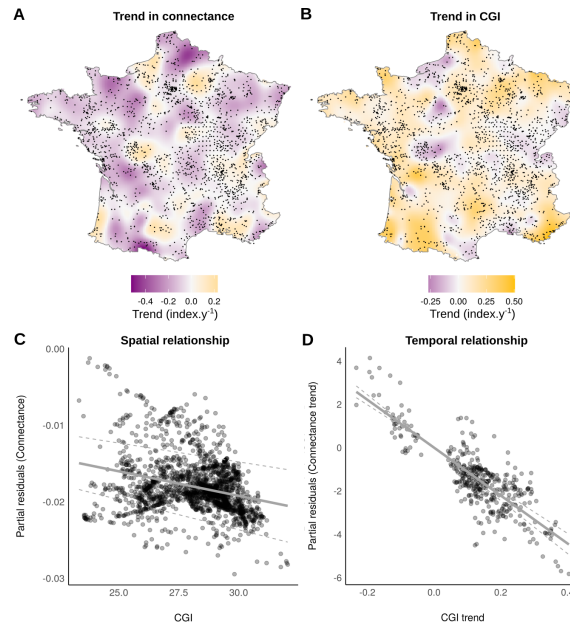 A
Trend in connectance
B
Trend in CGI
-0.4 -0.2 0.0 0.2
Trend (index.y-1)
-0.25 0.00 0.25 0.50
Trend (index.y-1)
C
Spatial relationship
0.00
-0.01
-0.02
-0.03
Partial residuals (Connectance)
25.0 27.5 30.0
CGI
D
Temporal relationship
4
2
0
-2
-4
-6
Partial residuals (Connectance trend)
-0.2 0.0 0.2 0.4
CGI trend